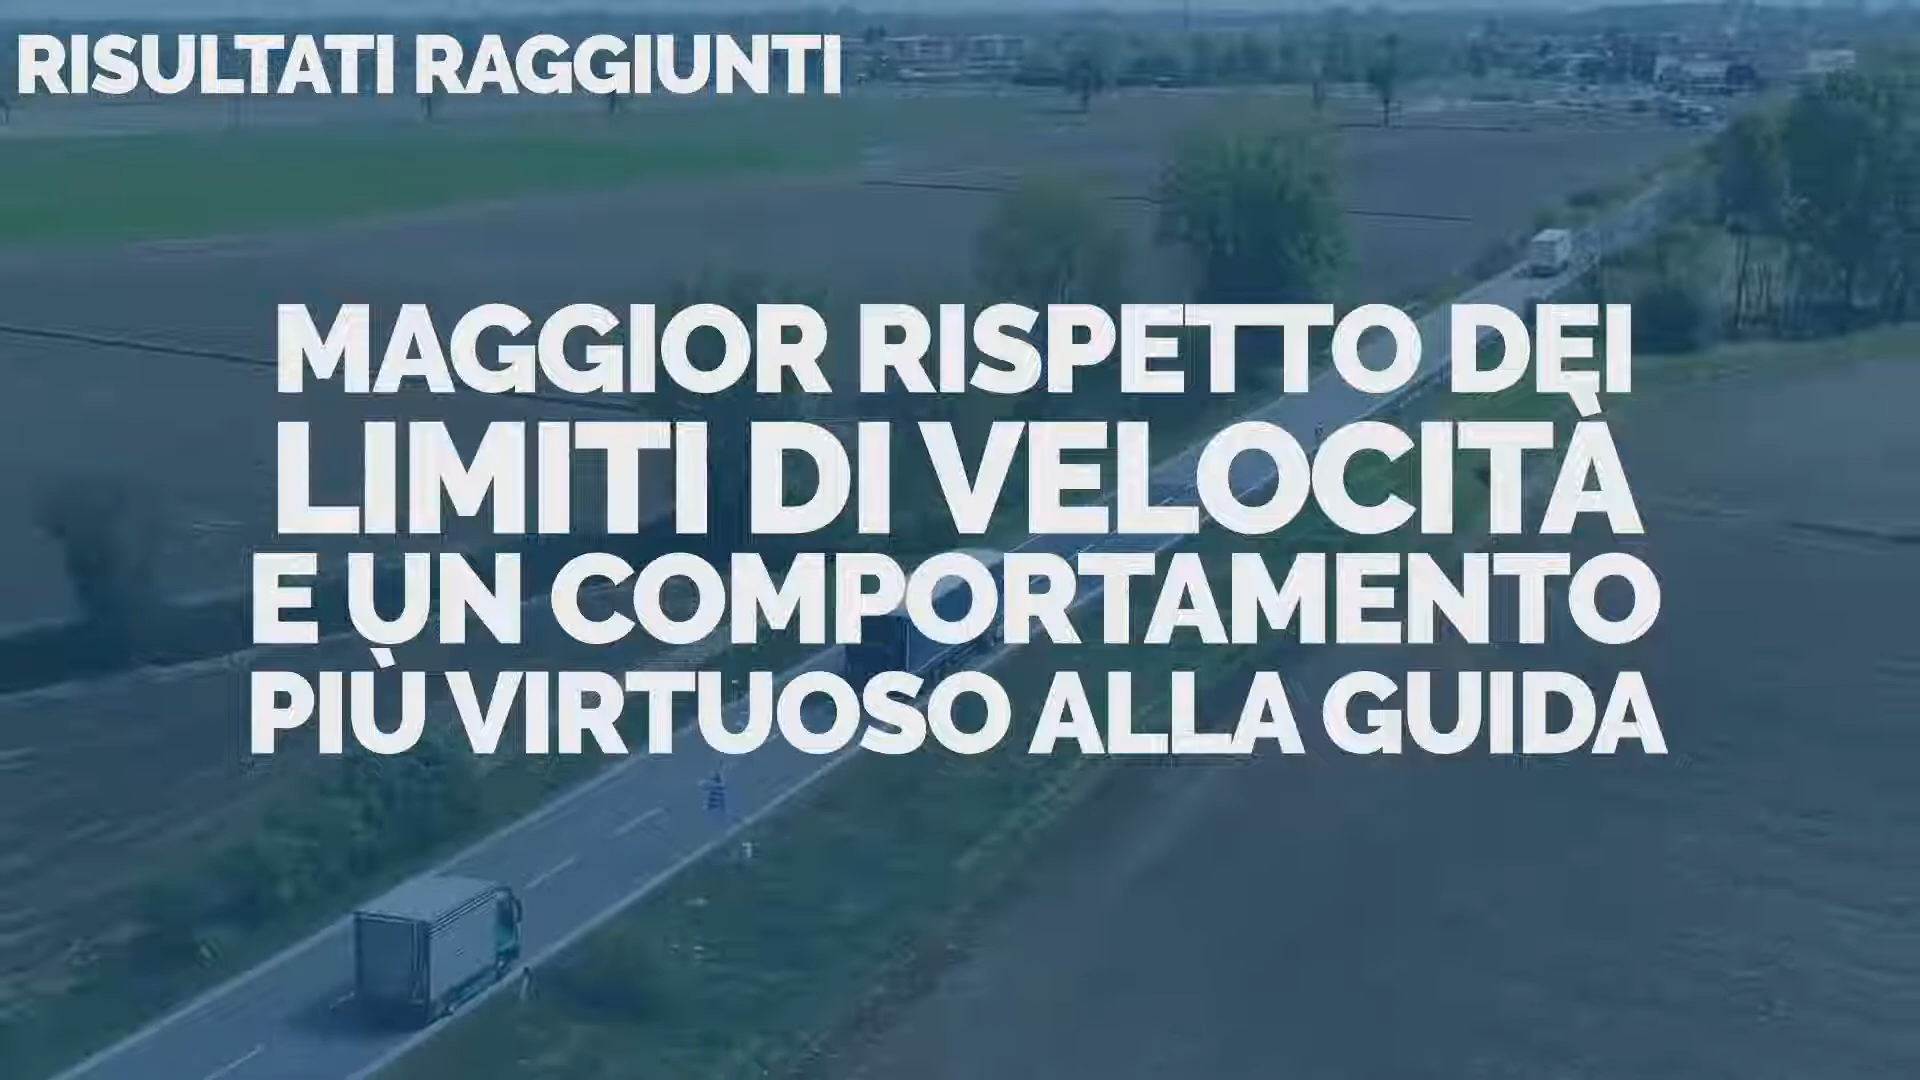 RISULTATI RAGGIUNTI
MAGGIOR RISPETTO DEI
LIMITI DI VELOCITÀ
E UN COMPORTAMENTO
PIÙ VIRTUOSO ALLA GUIDA